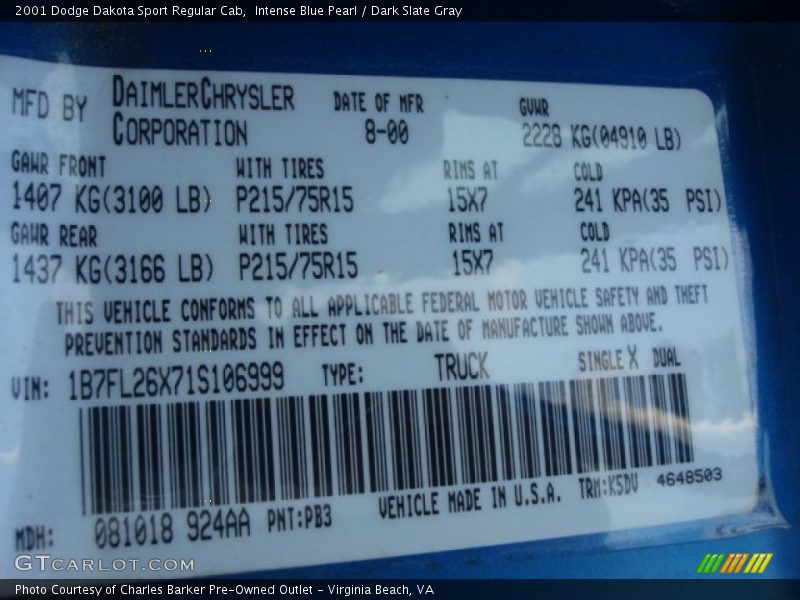 2001 Dodge Dakota Sport Regular Cab,  Intense Blue Pearl / Dark Slate Gray
MFD BY DAIMLERCHRYSLER CORPORATION DATE OF MFR 8-00 GVWR 2228 KG(04910 LB)
GAWR FRONT WITH TIRES RIMS AT COLD
1407 KG(3100 LB) P215/75R15 15X7 241 KPA(35 PSI)
GAWR REAR WITH TIRES RIMS AT COLD
1437 KG(3166 LB) P215/75R15 15X7 241 KPA(35 PSI)
THIS VEHICLE CONFORMS TO ALL APPLICABLE FEDERAL MOTOR VEHICLE SAFETY AND THEFT
PREVENTION STANDARDS IN EFFECT ON THE DATE OF MANUFACTURE SHOWN ABOVE.
VIN: 1B7FL26X71S106999 TYPE: TRUCK SINGLE X DUAL
MDH: 081018 924AA PNT:PB3 VEHICLE MADE IN U.S.A. TRM:K5DV 4648503
GTCARLOT.COM
Photo Courtesy of Charles Barker Pre-Owned Outlet - Virginia Beach, VA